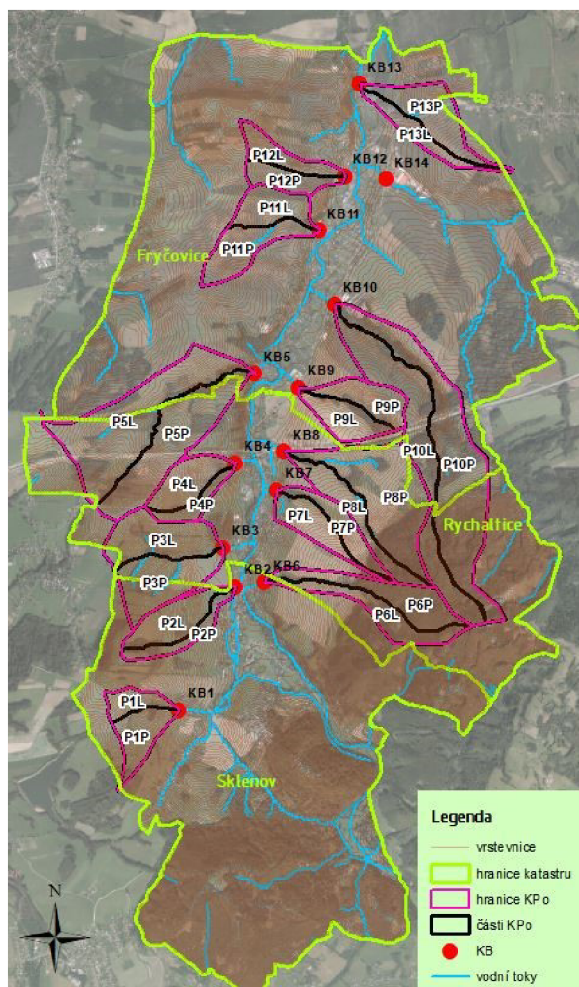 KB13
P13P
P13L
P12L
KB12
KB14
P12P
P11L
KB11
P11P
Fryčovice
KB10
KB5
KB9
P5L
P9P
P5P
P9L
KB8
KB4
P10L
P10P
P4L
KB7
P8P
P4P
P7L
P8L
Rychaltice
P7P
KB3
P3L
KB2
KB6
P3P
P6P
P2L
P6L
P2P
P1L
KB1
P1P
Sklenov
N
Legenda
vrstevnice
hranice katastru
hranice KPo
části KPo
KB
vodní toky